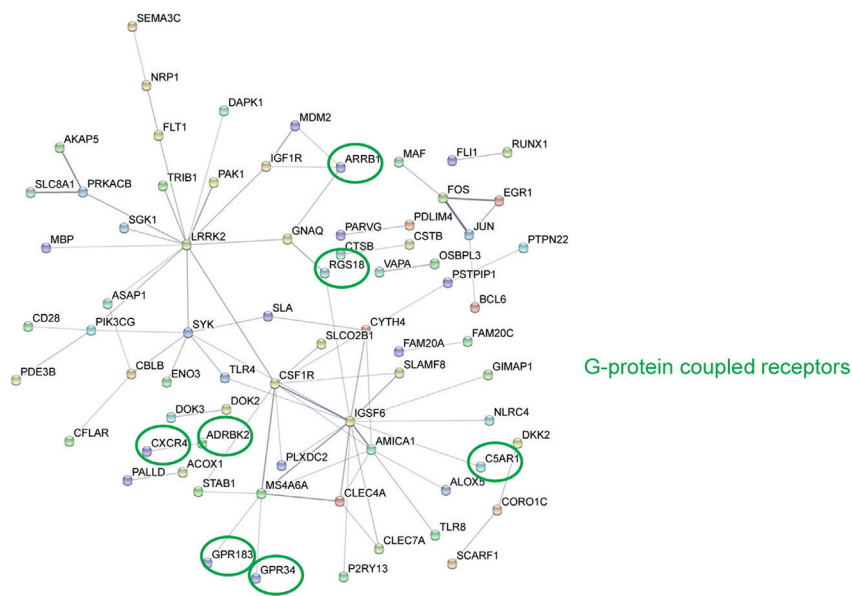 SEMA3C
NRP1
DAPK1
MDM2
FLT1
AKAP5
ARRB1
MAF
FLI1
RUNX1
IGF1R
SLC8A1
PRKACB
TRIB1
PAK1
FOS
EGR1
SGK1
LRRK2
GNAQ
PARVG
PDLIM4
JUN
MBP
CTSB
CSTB
PTPN22
RGS18
VAPA
OSBPL3
PSTPIP1
ASAP1
BCL6
CD28
PIK3CG
SYK
SLA
CYTH4
SLCO2B1
FAM20A
FAM20C
PDE3B
CBLB
ENO3
TLR4
CSF1R
SLAMF8
GIMAP1
G-protein coupled receptors
DOK3
DOK2
IGSF6
NLRC4
CFLAR
CXCR4
ADRBK2
AMICA1
DKK2
C5AR1
PALLD
ACOX1
PLXDC2
STAB1
MS4A6A
CLEC4A
ALOX5
CORO1C
TLR8
CLEC7A
SCARF1
GPR183
GPR34
P2RY13